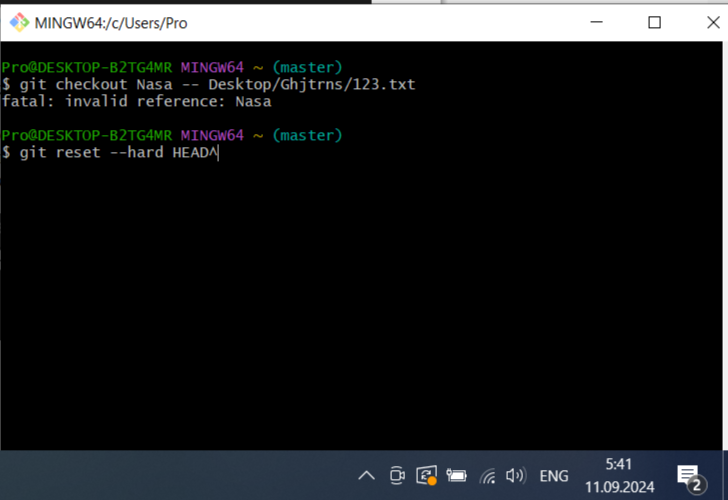 MINGW64:/c/Users/Pro
Pro@DESKTOP-B2TG4MR MINGW64 ~ (master)
$ git checkout Nasa -- Desktop/Ghjtrns/123.txt
fatal: invalid reference: Nasa
Pro@DESKTOP-B2TG4MR MINGW64 ~ (master)
$ git reset --hard HEAD^
ENG
5:41
11.09.2024
2